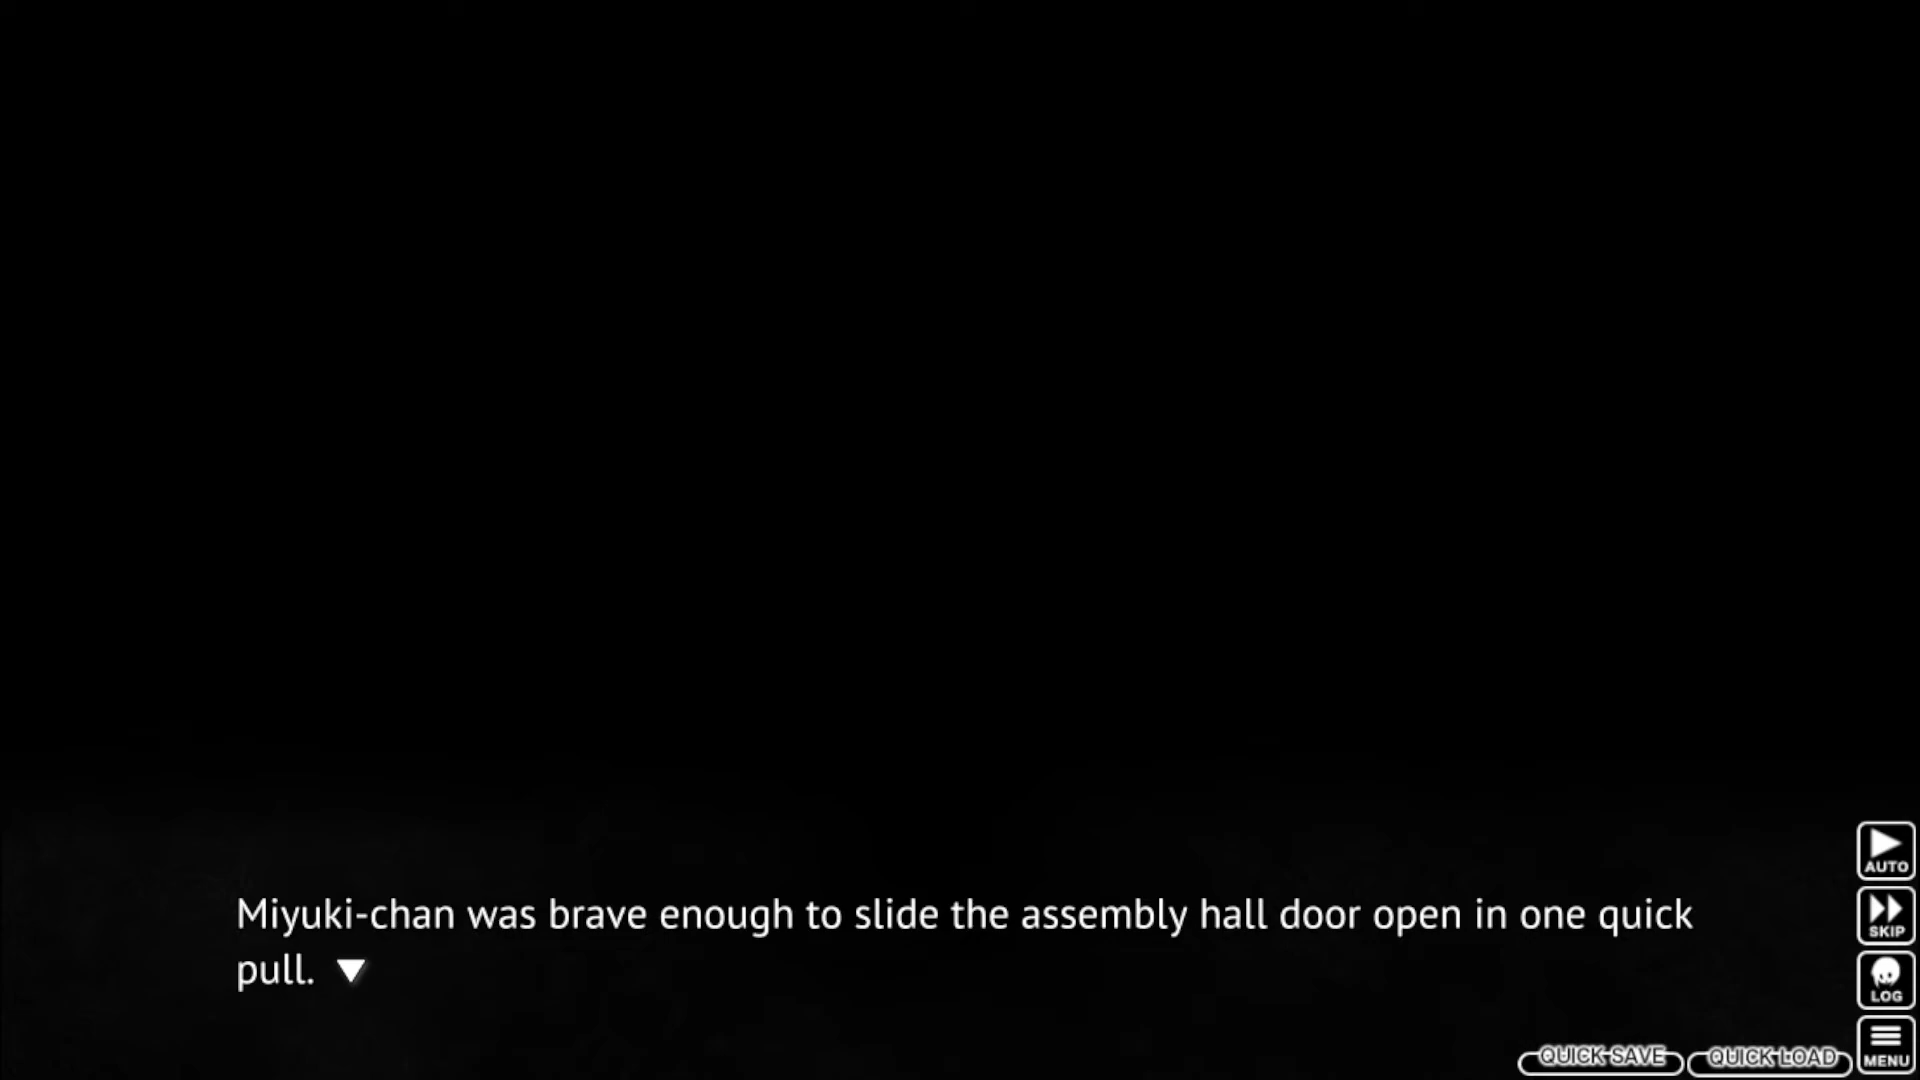 Miyuki-chan was brave enough to slide the assembly hall door open in one quick
pull.
AUTO
SKIP
LOG
MENU
QUICK SAVE
QUICK LOAD